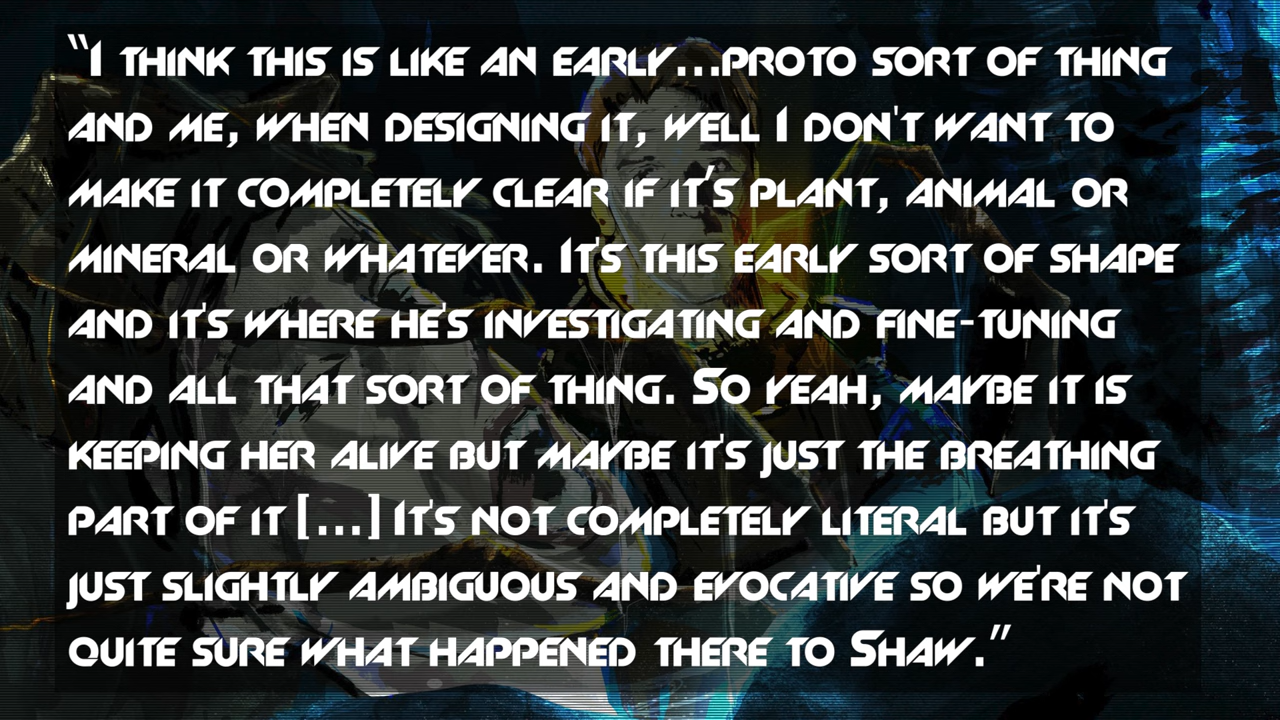 “I think this is like an early...proto sort of thing
and me, when designing it, well I don't want to
make it completely clear if it’s plant, animal or
mineral or whatever. It's this early sort of shape
and it's where he's investigating and fine-tuning
and all that sort of thing. So yeah, maybe it is
keeping her alive but maybe it's just the breathing
part of it [...] It's not completely literal but it's
just slightly ambiguous and evocative so we're not
quite sure what happened there to Shaw.”